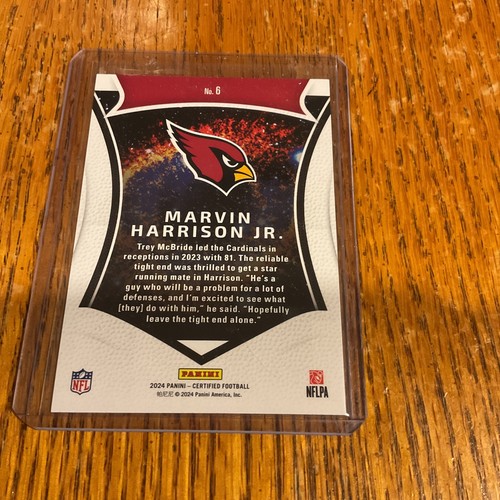 No. 6
MARVIN
HARRISON JR.
Trey McBride led the Cardinals in
receptions in 2023 with 81. The reliable
tight end was thrilled to get a star
running mate in Harrison. "He's a
guy who will be a problem for a lot of
defenses, and I'm excited to see what
[they] do with him," he said. "Hopefully
leave the tight end alone."
PANINI
2024 PANINI – CERTIFIED FOOTBALL
帕尼尼 © 2024 Panini America, Inc.
NFL
NFLPA